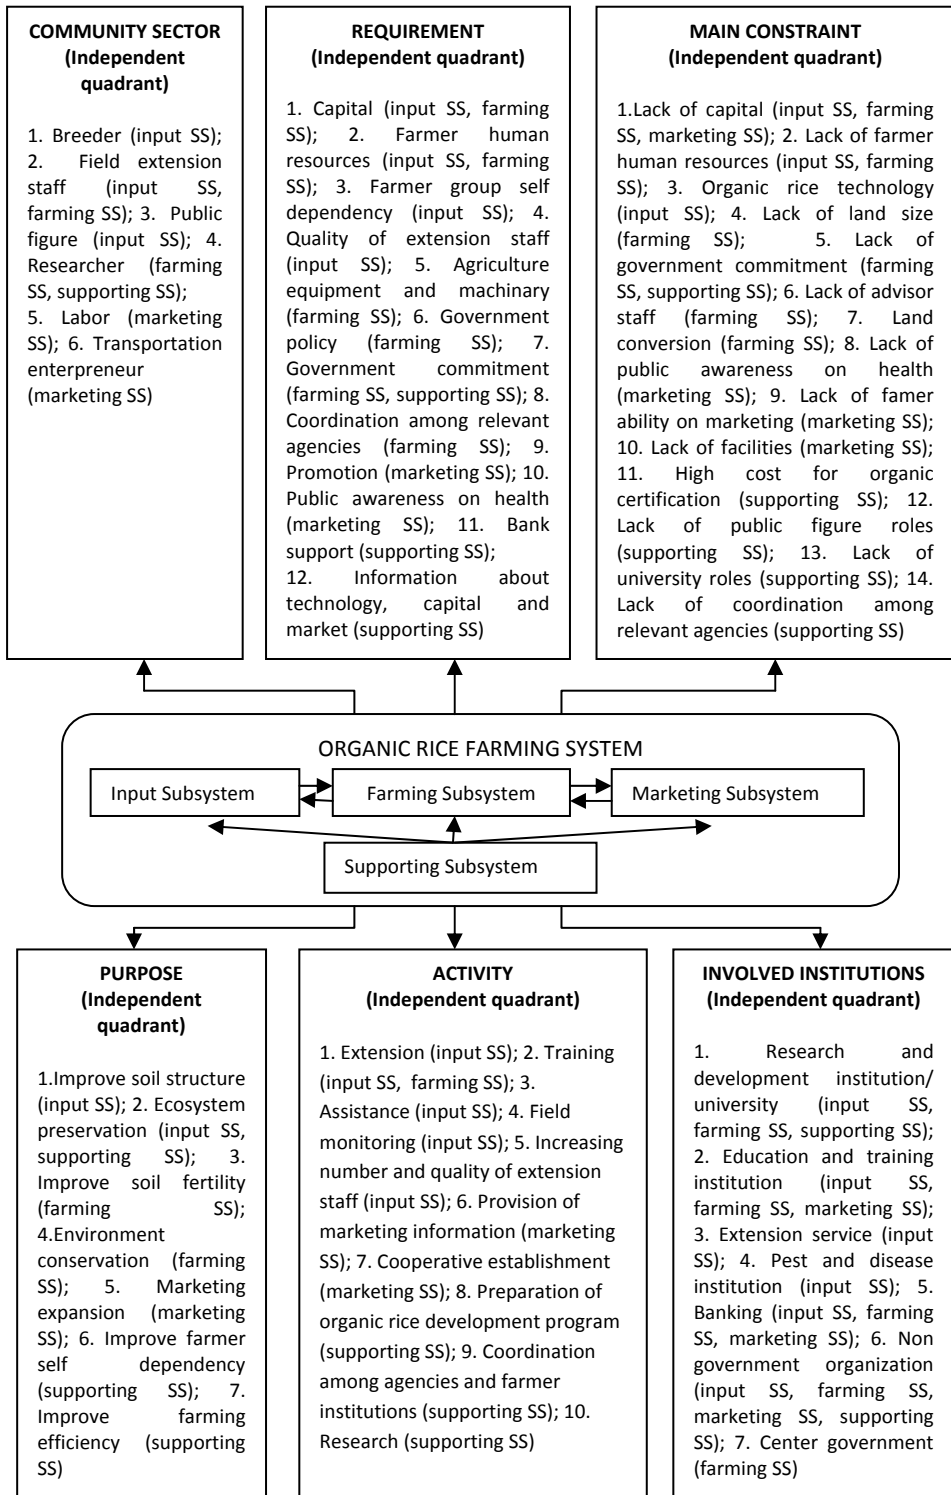 COMMUNITY SECTOR
(Independent
quadrant)
1. Breeder (input SS);
2. Field extension
staff (input SS,
farming SS); 3. Public
figure (input SS); 4.
Researcher (farming
SS, supporting SS);
5. Labor (marketing
SS); 6. Transportation
enterpreneur
(marketing SS)
REQUIREMENT
(Independent quadrant)
1. Capital (input SS, farming
SS); 2. Farmer human
resources (input SS, farming
SS); 3. Farmer group self
dependency (input SS); 4.
Quality of extension staff
(input SS); 5. Agriculture
equipment and machinary
(farming SS); 6. Government
policy (farming SS); 7.
Government commitment
(farming SS, supporting SS); 8.
Coordination among relevant
agencies (farming SS); 9.
Promotion (marketing SS); 10.
Public awareness on health
(marketing SS); 11. Bank
support (supporting SS);
12. Information about
technology, capital and
market (supporting SS)
MAIN CONSTRAINT
(Independent quadrant)
1.Lack of capital (input SS, farming
SS, marketing SS); 2. Lack of farmer
human resources (input SS, farming
SS); 3. Organic rice technology
(input SS); 4. Lack of land size
(farming SS); 5. Lack of
government commitment (farming
SS, supporting SS); 6. Lack of advisor
staff (farming SS); 7. Land
conversion (farming SS); 8. Lack of
public awareness on health
(marketing SS); 9. Lack of famer
ability on marketing (marketing SS);
10. Lack of facilities (marketing SS);
11. High cost for organic
certification (supporting SS); 12.
Lack of public figure roles
(supporting SS); 13. Lack of
university roles (supporting SS); 14.
Lack of coordination among
relevant agencies (supporting SS)
ORGANIC RICE FARMING SYSTEM
Input Subsystem
Farming Subsystem
Marketing Subsystem
Supporting Subsystem
PURPOSE
(Independent
quadrant)
1.Improve soil structure
(input SS); 2. Ecosystem
preservation (input SS,
supporting SS); 3.
Improve soil fertility
(farming SS);
4.Environment
conservation (farming
SS); 5. Marketing
expansion (marketing
SS); 6. Improve farmer
self dependency
(supporting SS); 7.
Improve farming
efficiency (supporting
SS)
ACTIVITY
(Independent quadrant)
1. Extension (input SS); 2. Training
(input SS, farming SS); 3.
Assistance (input SS); 4. Field
monitoring (input SS); 5. Increasing
number and quality of extension
staff (input SS); 6. Provision of
marketing information (marketing
SS); 7. Cooperative establishment
(marketing SS); 8. Preparation of
organic rice development program
(supporting SS); 9. Coordination
among agencies and farmer
institutions (supporting SS); 10.
Research (supporting SS)
INVOLVED INSTITUTIONS
(Independent quadrant)
1. Research and
development institution/
university (input SS,
farming SS, supporting SS);
2. Education and training
institution (input SS,
farming SS, marketing SS);
3. Extension service (input
SS); 4. Pest and disease
institution (input SS); 5.
Banking (input SS, farming
SS, marketing SS); 6. Non
government organization
(input SS, farming SS,
marketing SS, supporting
SS); 7. Center government
(farming SS)